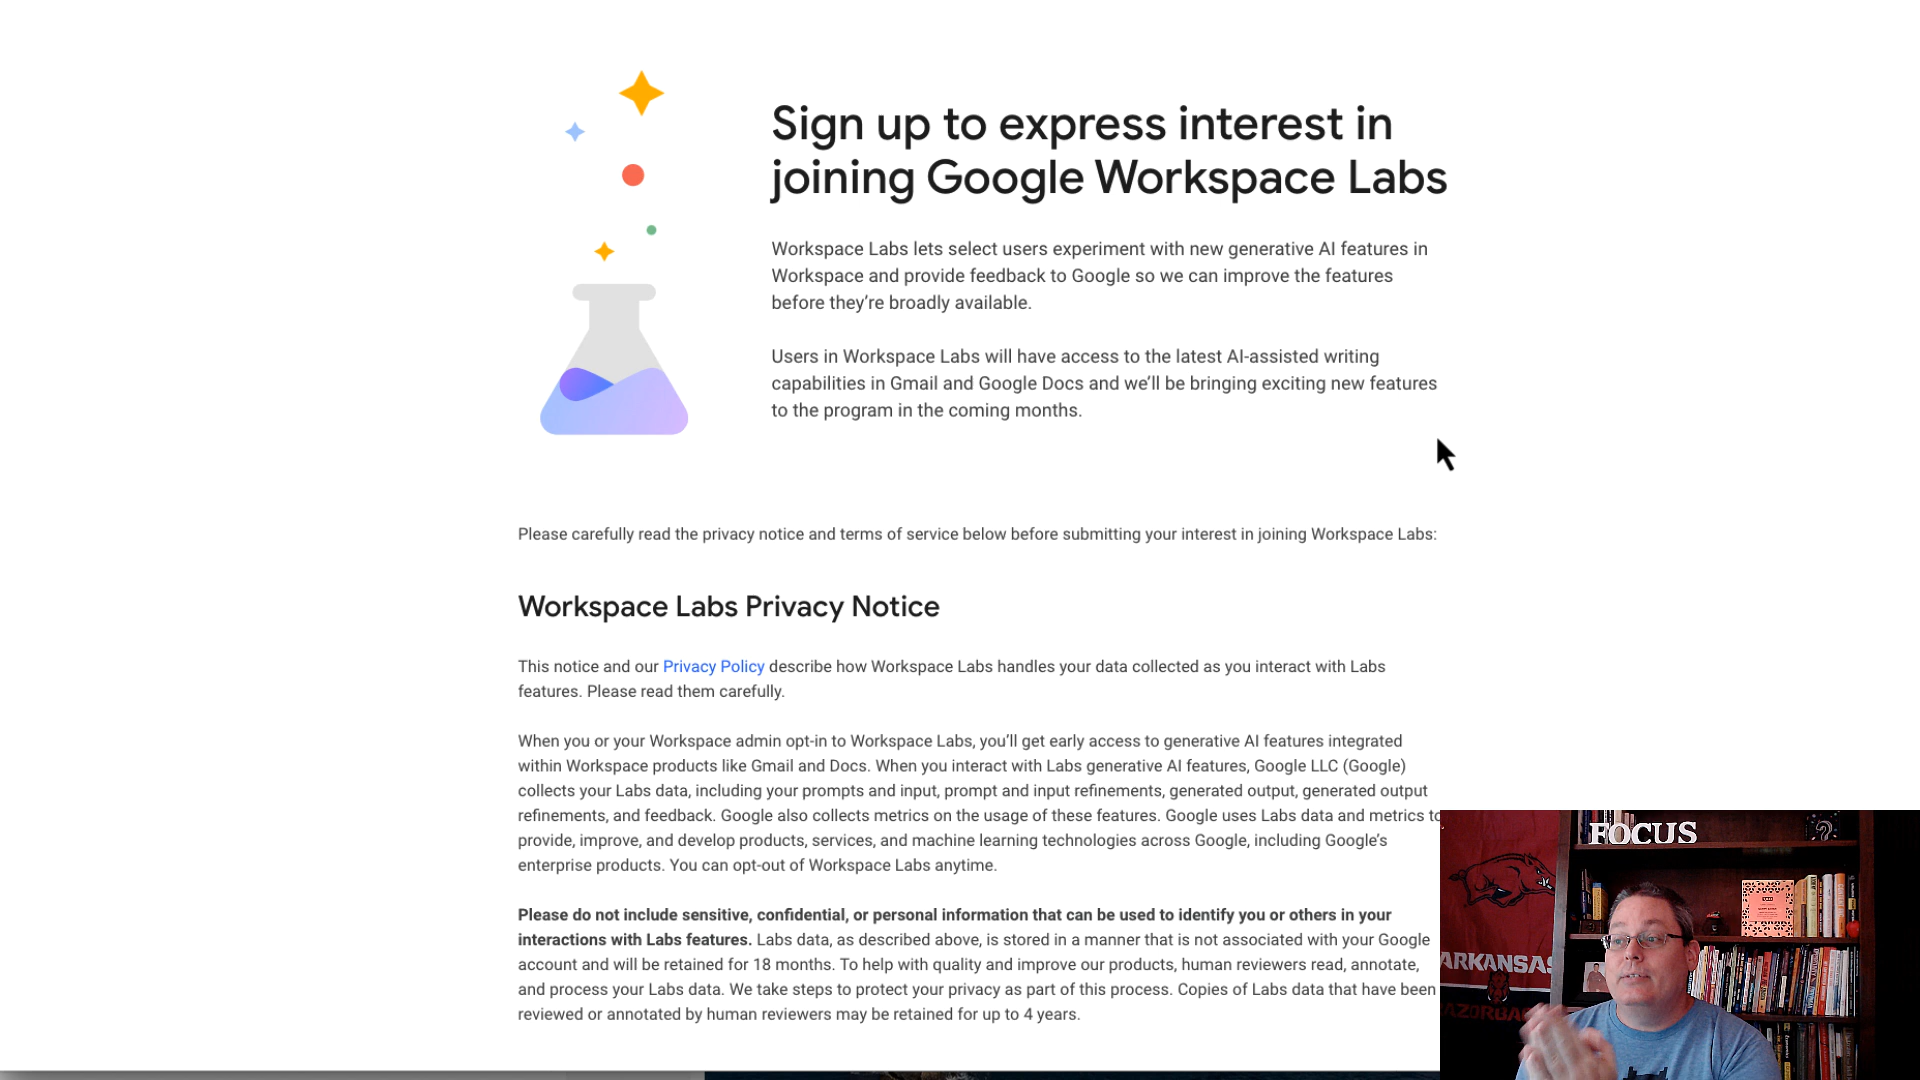 Sign up to express interest in
joining Google Workspace Labs
Workspace Labs lets select users experiment with new generative AI features in
Workspace and provide feedback to Google so we can improve the features
before they're broadly available.
Users in Workspace Labs will have access to the latest AI-assisted writing
capabilities in Gmail and Google Docs and we'll be bringing exciting new features
to the program in the coming months.
Please carefully read the privacy notice and terms of service below before submitting your interest in joining Workspace Labs:
Workspace Labs Privacy Notice
This notice and our Privacy Policy describe how Workspace Labs handles your data collected as you interact with Labs
features. Please read them carefully.
When you or your Workspace admin opt-in to Workspace Labs, you'll get early access to generative AI features integrated
within Workspace products like Gmail and Docs. When you interact with Labs generative AI features, Google LLC (Google)
collects your Labs data, including your prompts and input, prompt and input refinements, generated output, generated output
refinements, and feedback. Google also collects metrics on the usage of these features. Google uses Labs data and metrics to
provide, improve, and develop products, services, and machine learning technologies across Google, including Google's
enterprise products. You can opt-out of Workspace Labs anytime.
Please do not include sensitive, confidential, or personal information that can be used to identify you or others in your
interactions with Labs features. Labs data, as described above, is stored in a manner that is not associated with your Google
account and will be retained for 18 months. To help with quality and improve our products, human reviewers read, annotate,
and process your Labs data. We take steps to protect your privacy as part of this process. Copies of Labs data that have been
reviewed or annotated by human reviewers may be retained for up to 4 years.
FOCUS
?
ARKANSAS
RAZORBA